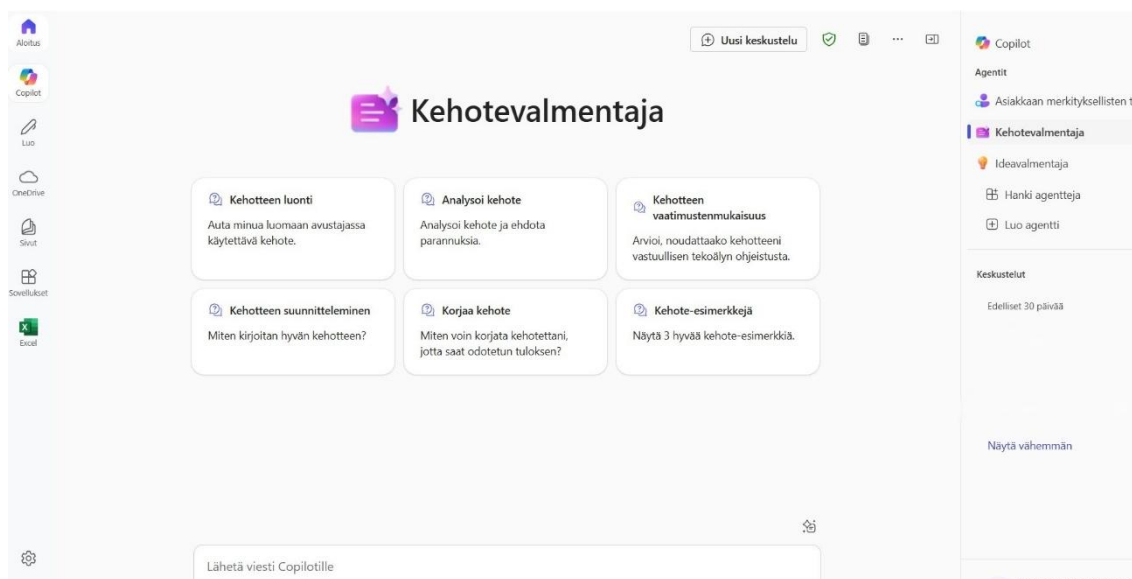 Aloitus
Copilot
Luo
OneDrive
Sivut
Sovellukset
Excel
Uusi keskustelu
Kehotevalmentaja
Kehotteen luonti
Auta minua luomaan avustajassa
käytettävä kehote.
Analysoi kehote
Analysoi kehote ja ehdota
parannuksia.
Kehotteen
vaatimustenmukaisuus
Arvioi, noudattaako kehotteeni
vastuullisen tekoälyn ohjeistusta.
Kehotteen suunnitteleminen
Miten kirjoitan hyvän kehotteen?
Korjaa kehote
Miten voin korjata kehotettani,
jotta saat odotetun tuloksen?
Kehote-esimerkkejä
Näytä 3 hyvää kehote-esimerkkiä.
Lähetä viesti Copilotille
Copilot
Agentit
Asiakkaan merkityksellisten t
Kehotevalmentaja
Ideavalmentaja
Hanki agentteja
Luo agentti
Keskustelut
Edelliset 30 päivää
Näytä vähemmän